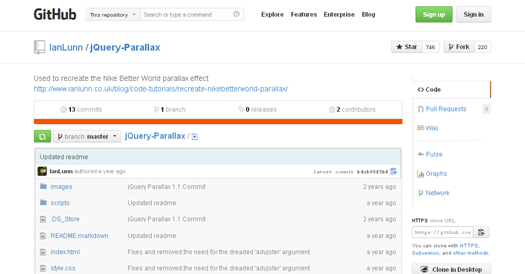 GitHub This repository Search or type a command Explore Features Enterprise Blog Sign up Sign in
IanLunn / jQuery-Parallax Star 746 Fork 220
Used to recreate the Nike Better World parallax effect
http://www.ianlunn.co.uk/blog/code-tutorials/recreate-nikebetterworld-parallax/
13 commits 1 branch 0 releases 2 contributors
branch: master jQuery-Parallax /
Updated readme
IanLunn authored a year ago latest commit
images jQuery Parallax 1.1 Commit 2 years ago
scripts Updated readme a year ago
.DS_Store jQuery Parallax 1.1 Commit 2 years ago
README.markdown Updated readme a year ago
index.html Fixes and removed the need for the dreaded 'adujster' argument a year ago
style.css Fixes and removed the need for the dreaded 'adujster' argument a year ago
Code
Pull Requests 5
Wiki
Pulse
Graphs
Network
HTTPS clone URL
https://github.com
You can clone with HTTPS,
Subversion, and other methods.
Clone in Desktop